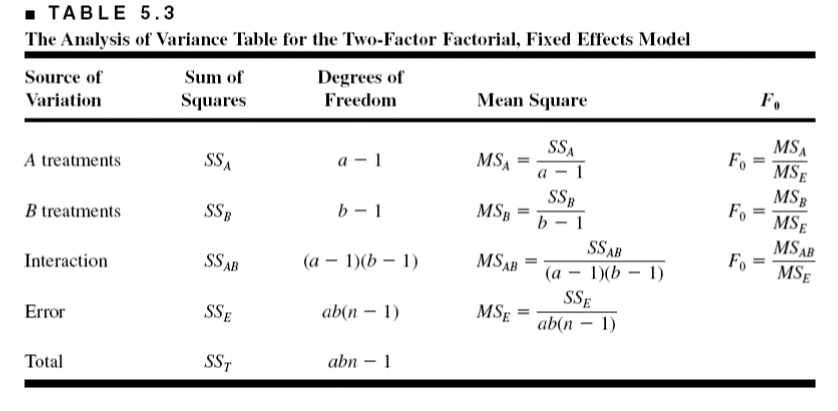 ■ TABLE 5.3
The Analysis of Variance Table for the Two-Factor Factorial, Fixed Effects Model
Source of Variation | Sum of Squares | Degrees of Freedom | Mean Square | F₀
A treatments | SS_A | a − 1 | MS_A = SS_A / (a − 1) | F₀ = MS_A / MS_E
B treatments | SS_B | b − 1 | MS_B = SS_B / (b − 1) | F₀ = MS_B / MS_E
Interaction | SS_AB | (a − 1)(b − 1) | MS_AB = SS_AB / (a − 1)(b − 1) | F₀ = MS_AB / MS_E
Error | SS_E | ab(n − 1) | MS_E = SS_E / ab(n − 1)
Total | SS_T | abn − 1